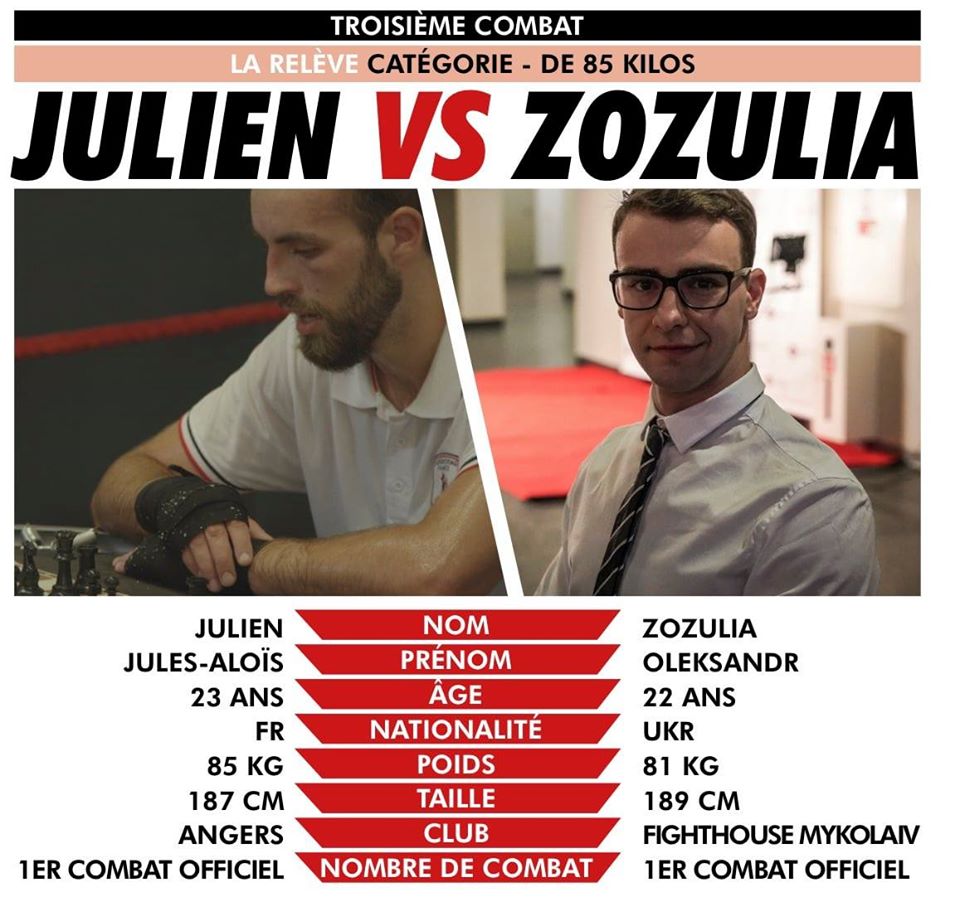 TROISIÈME COMBAT
LA RELÈVE CATÉGORIE - DE 85 KILOS
JULIEN VS ZOZULIA
JULIEN NOM ZOZULIA
JULES-ALOÏS PRÉNOM OLEKSANDR
23 ANS ÂGE 22 ANS
FR NATIONALITÉ UKR
85 KG POIDS 81 KG
187 CM TAILLE 189 CM
ANGERS CLUB FIGHTHOUSE MYKOLAIV
1ER COMBAT OFFICIEL NOMBRE DE COMBAT 1ER COMBAT OFFICIEL